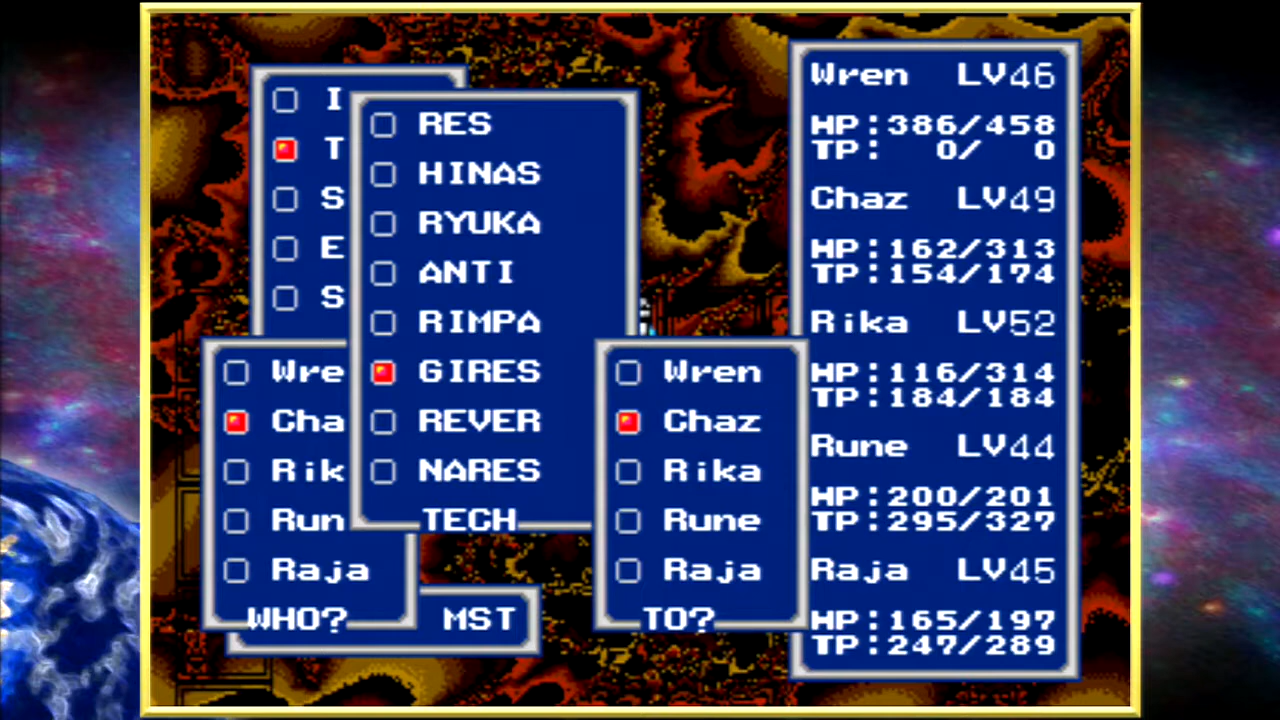 I
T
S
E
S
RES
HINAS
RYUKA
ANTI
RIMPA
GIRES
REVER
NARES
TECH
Wre
Cha
Rik
Run
Raja
WHO?
MST
Wren
Chaz
Rika
Rune
Raja
TO?
Wren LV46
HP:386/458
TP: 0/ 0
Chaz LV49
HP:162/313
TP:154/174
Rika LV52
HP:116/314
TP:184/184
Rune LV44
HP:200/201
TP:295/327
Raja LV45
HP:165/197
TP:247/289